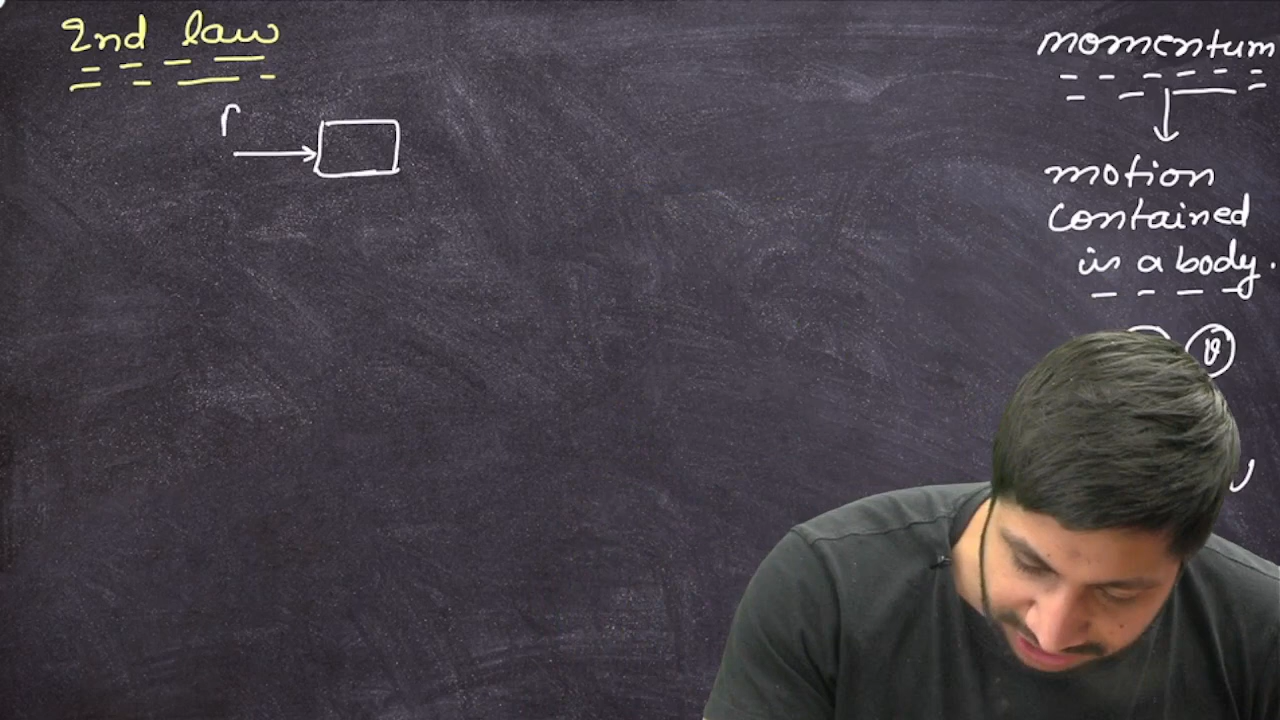 2nd law
momentum
motion
contained
in a body.
v